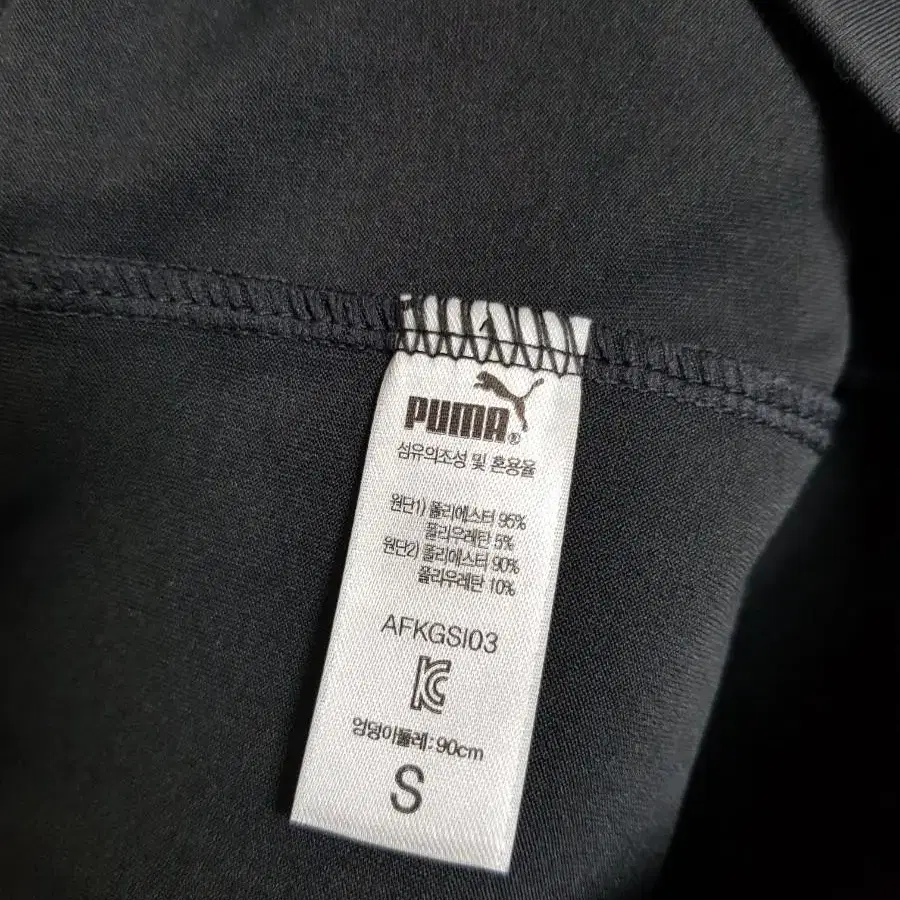 PUMA®
섬유의조성 및 혼용율
원단1) 폴리에스터 95%
폴리우레탄 5%
원단2) 폴리에스터 90%
폴리우레탄 10%
AFKGSI03
엉덩이둘레:90cm
S